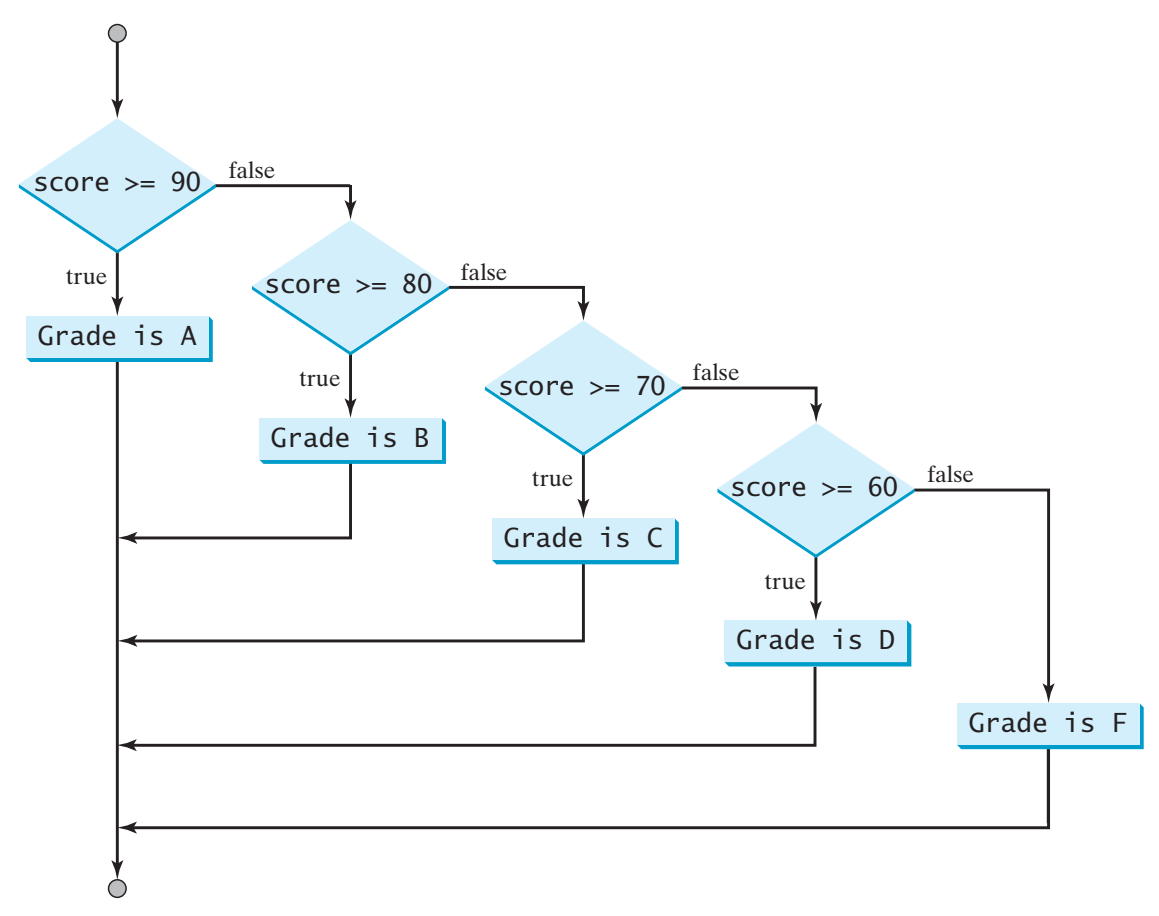 score >= 90
false
true
Grade is A
score >= 80
false
true
Grade is B
score >= 70
false
true
Grade is C
score >= 60
false
true
Grade is D
Grade is F